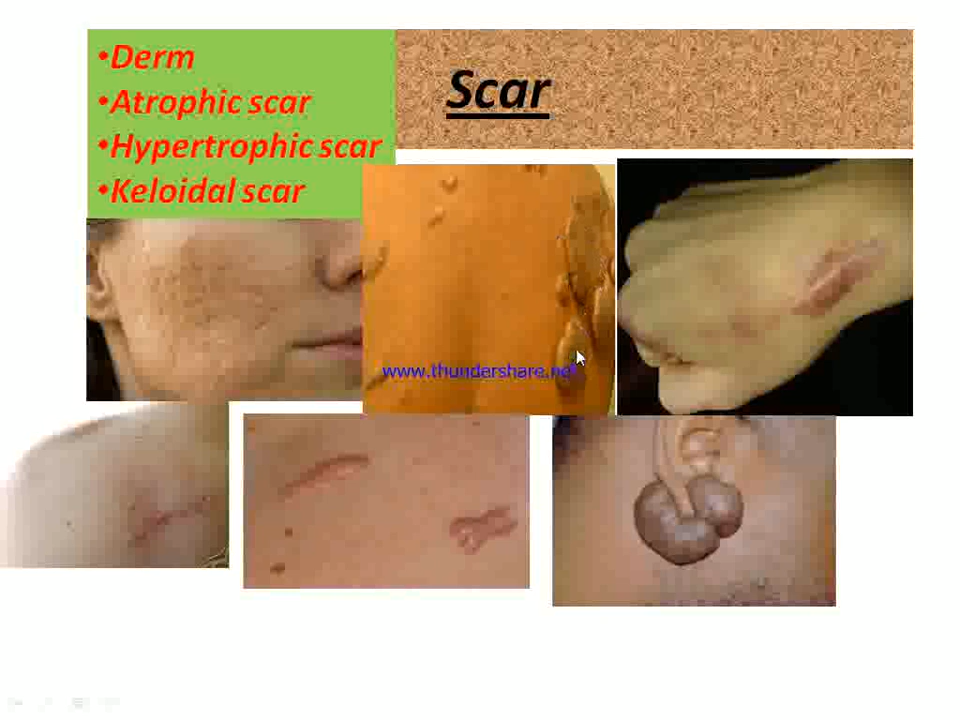 •Derm
•Atrophic scar
•Hypertrophic scar
•Keloidal scar
Scar
www.thundershare.net